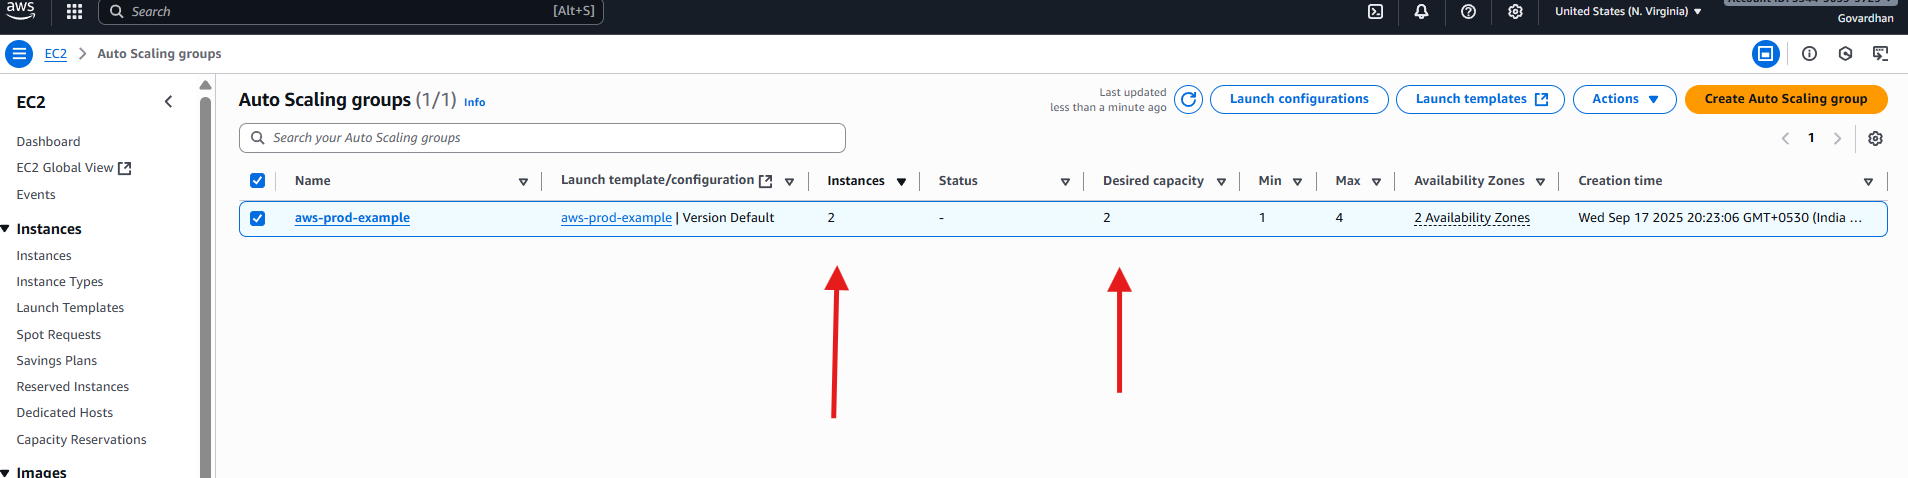 aws
Search
[Alt+S]
United States (N. Virginia)
Govardhan
EC2
Auto Scaling groups
EC2
Dashboard
EC2 Global View
Events
Instances
Instances
Instance Types
Launch Templates
Spot Requests
Savings Plans
Reserved Instances
Dedicated Hosts
Capacity Reservations
Images
Auto Scaling groups (1/1) Info
Last updated
less than a minute ago
Launch configurations
Launch templates
Actions
Create Auto Scaling group
Search your Auto Scaling groups
1
Name Launch template/configuration Instances Status Desired capacity Min Max Availability Zones Creation time
aws-prod-example aws-prod-example | Version Default 2 - 2 1 4 2 Availability Zones Wed Sep 17 2025 20:23:06 GMT+0530 (India ...